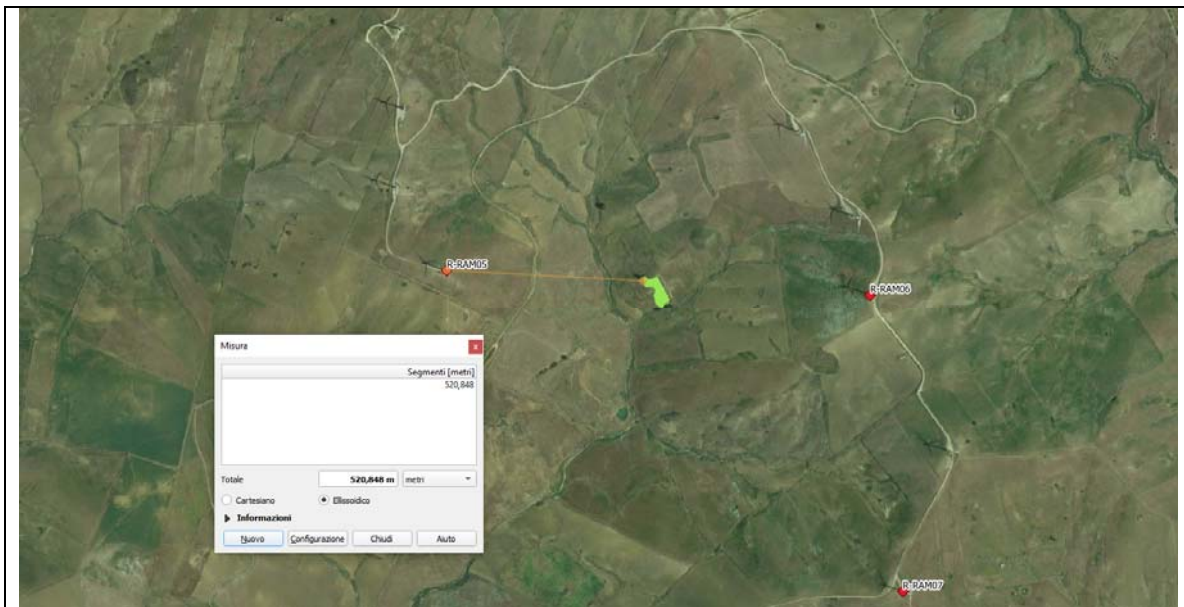 R-RAM05
R-RAM06
Misura
x
Segmenti [metri]
520,848
Totale
520,848 m
metri
Cartesiano
Ellissoidico
Informazioni
Nuovo
Configurazione
Chiudi
Aiuto
R-RAM07